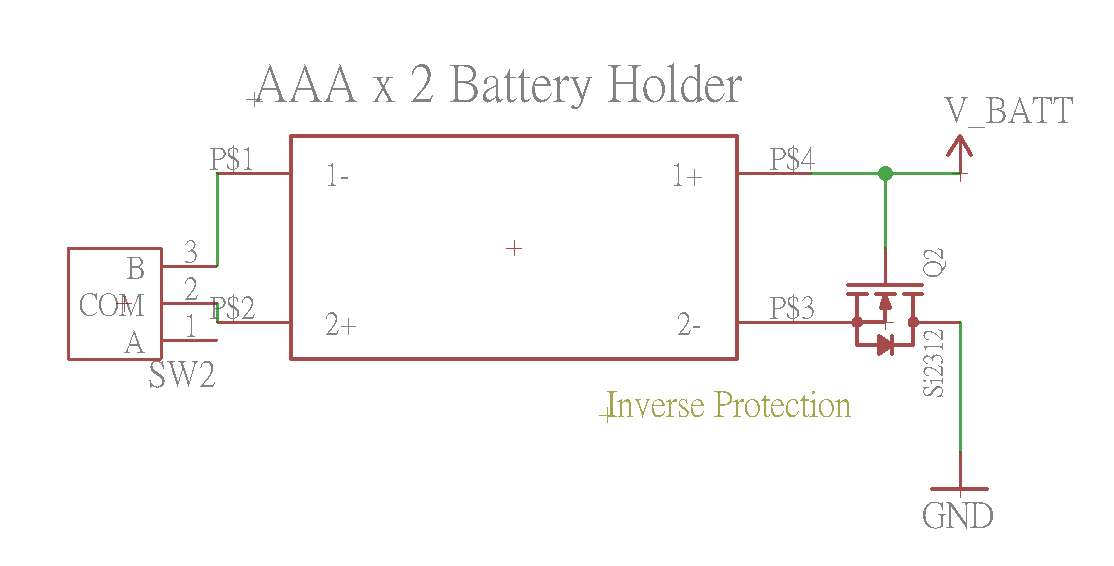 AAA x 2 Battery Holder
V_BATT
P$1
1-
1+
P$4
B
3
COM
2
P$2
2+
2-
P$3
A
1
SW2
Q2
Si2312
Inverse Protection
GND